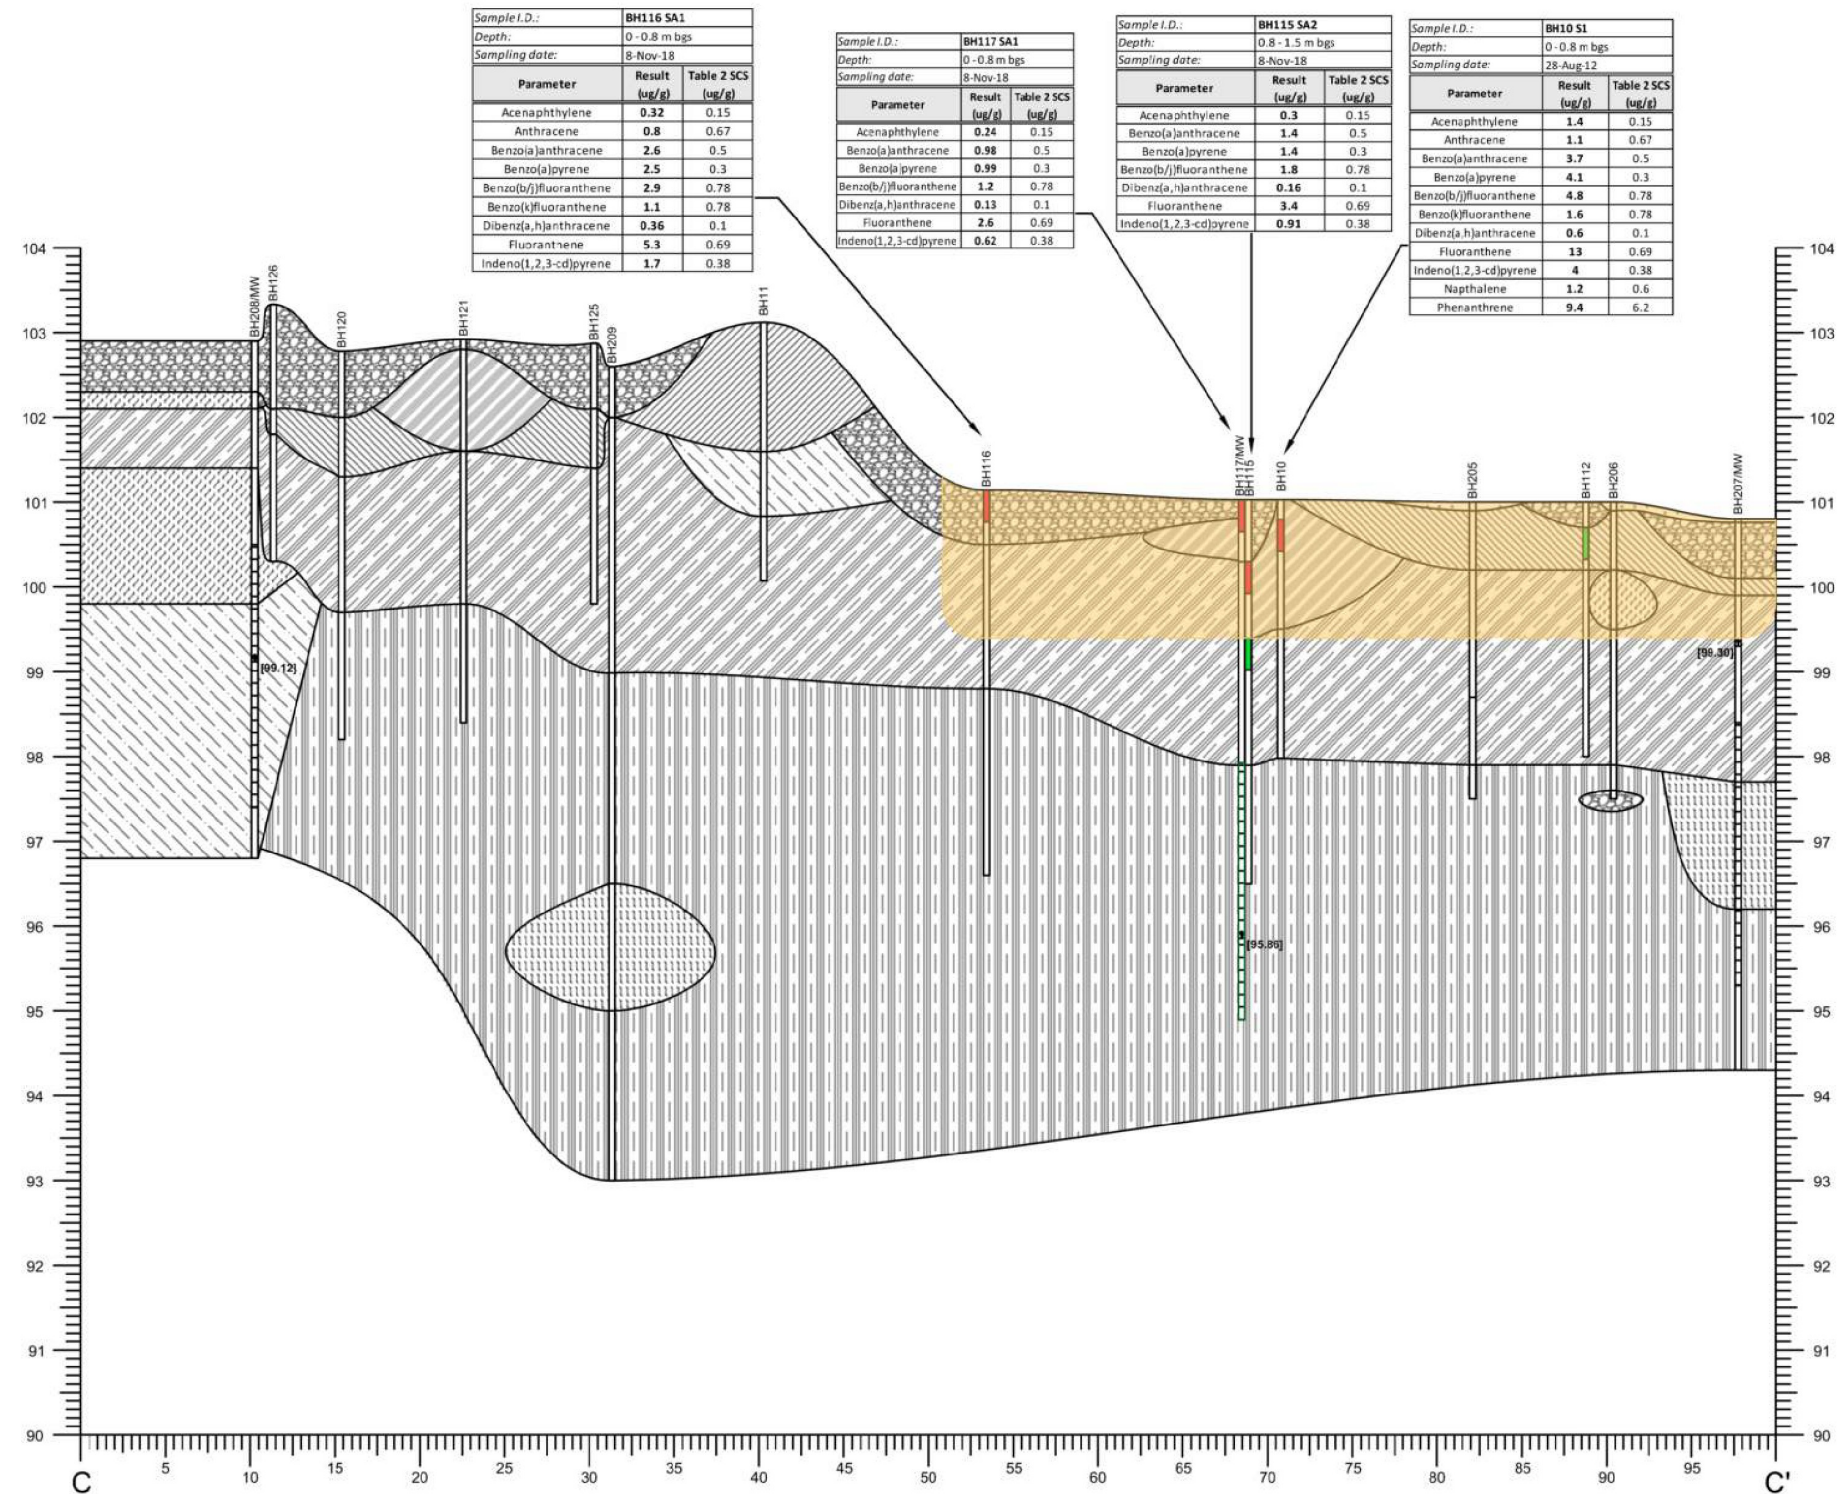 Sample I.D.: BH116 SA1
Depth: 0 - 0.8 m bgs
Sampling date: 8-Nov-18
Parameter Result (ug/g) Table 2 SCS (ug/g)
Acenaphthylene 0.32 0.15
Anthracene 0.8 0.67
Benzo(a)anthracene 2.6 0.5
Benzo(a)pyrene 2.5 0.3
Benzo(b/j)fluoranthene 2.9 0.78
Benzo(k)fluoranthene 1.1 0.78
Dibenz(a,h)anthracene 0.36 0.1
Fluoranthene 5.3 0.69
Indeno(1,2,3-cd)pyrene 1.7 0.38
Sample I.D.: BH117 SA1
Depth: 0 - 0.8 m bgs
Sampling date: 8-Nov-18
Parameter Result (ug/g) Table 2 SCS (ug/g)
Acenaphthylene 0.24 0.15
Benzo(a)anthracene 0.98 0.5
Benzo(a)pyrene 0.99 0.3
Benzo(b/j)fluoranthene 1.2 0.78
Dibenz(a,h)anthracene 0.13 0.1
Fluoranthene 2.6 0.69
Indeno(1,2,3-cd)pyrene 0.62 0.38
Sample I.D.: BH115 SA2
Depth: 0.8 - 1.5 m bgs
Sampling date: 8-Nov-18
Parameter Result (ug/g) Table 2 SCS (ug/g)
Acenaphthylene 0.3 0.15
Benzo(a)anthracene 1.4 0.5
Benzo(a)pyrene 1.4 0.3
Benzo(b/j)fluoranthene 1.8 0.78
Dibenz(a,h)anthracene 0.16 0.1
Fluoranthene 3.4 0.69
Indeno(1,2,3-cd)pyrene 0.91 0.38
Sample I.D.: BH10 S1
Depth: 0 - 0.8 m bgs
Sampling date: 28-Aug-12
Parameter Result (ug/g) Table 2 SCS (ug/g)
Acenaphthylene 1.4 0.15
Anthracene 1.1 0.67
Benzo(a)anthracene 3.7 0.5
Benzo(a)pyrene 4.1 0.3
Benzo(b/j)fluoranthene 4.8 0.78
Benzo(k)fluoranthene 1.6 0.78
Dibenz(a,h)anthracene 0.6 0.1
Fluoranthene 13 0.69
Indeno(1,2,3-cd)pyrene 4 0.38
Napthalene 1.2 0.6
Phenanthrene 9.4 6.2
104 104
103 103
102 102
101 101
100 100
99 99
98 98
97 97
96 96
95 95
94 94
93 93
92 92
91 91
90 90
BH208/MW
BH126
BH120
BH121
BH125
BH209
BH11
BH116
BH117/MW
BH115
BH10
BH205
BH112
BH206
BH207/MW
[99.12]
[99.30]
[95.86]
5 10 15 20 25 30 35 40 45 50 55 60 65 70 75 80 85 90 95
C C'